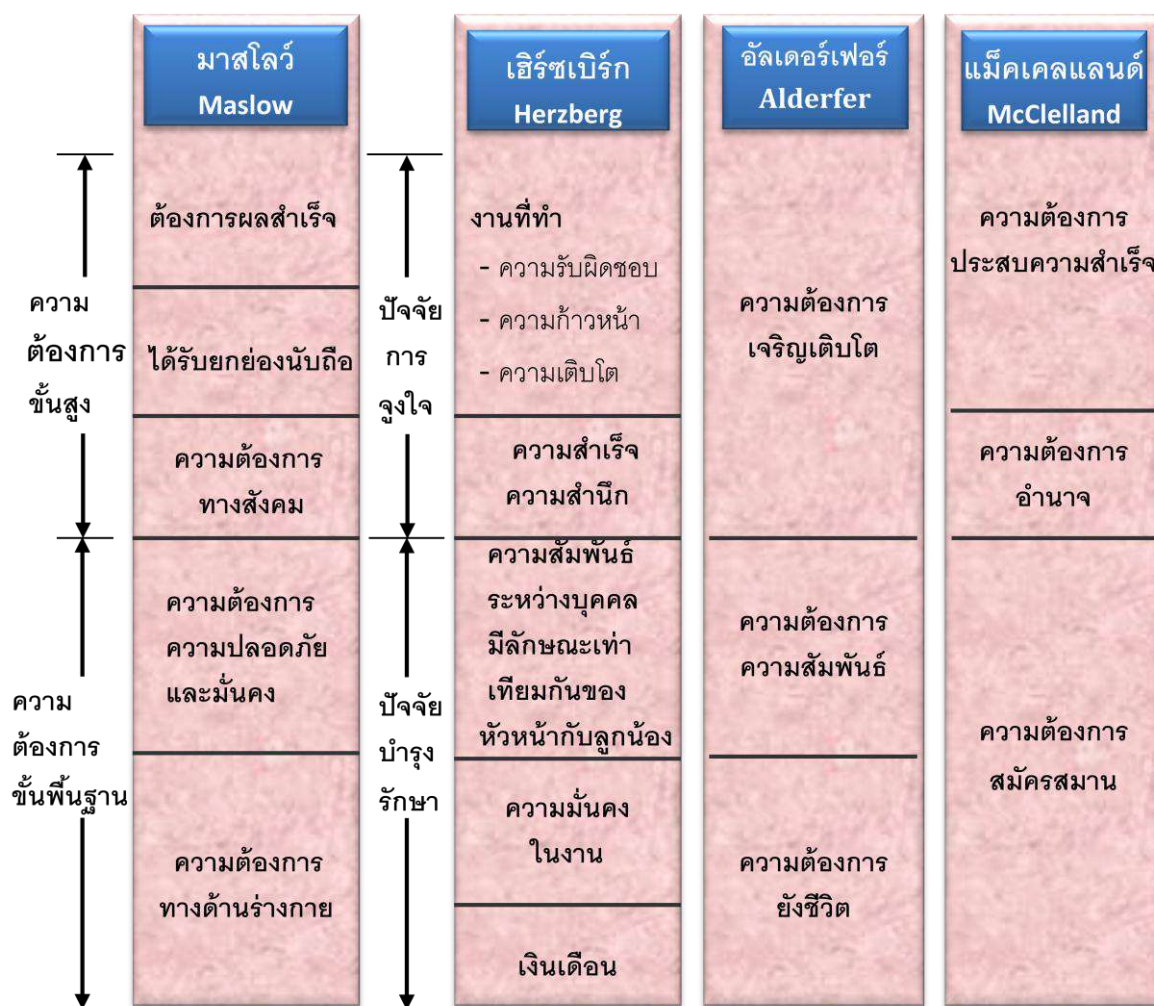 มาสโลว์
Maslow
เฮิร์ซเบิร์ก
Herzberg
อัลเดอร์เฟอร์
Alderfer
แม็คเคลแลนด์
McClelland
ความ
ต้องการ
ขั้นสูง
ความ
ต้องการ
ขั้นพื้นฐาน
ต้องการผลสำเร็จ
ได้รับยกย่องนับถือ
ความต้องการ
ทางสังคม
ความต้องการ
ความปลอดภัย
และมั่นคง
ความต้องการ
ทางด้านร่างกาย
ปัจจัย
การ
จูงใจ
ปัจจัย
บำรุง
รักษา
งานที่ทำ
- ความรับผิดชอบ
- ความก้าวหน้า
- ความเติบโต
ความสำเร็จ
ความสำนึก
ความสัมพันธ์
ระหว่างบุคคล
มีลักษณะเท่า
เทียมกันของ
หัวหน้ากับลูกน้อง
ความมั่นคง
ในงาน
เงินเดือน
ความต้องการ
เจริญเติบโต
ความต้องการ
ความสัมพันธ์
ความต้องการ
ยังชีวิต
ความต้องการ
ประสบความสำเร็จ
ความต้องการ
อำนาจ
ความต้องการ
สมัครสมาน